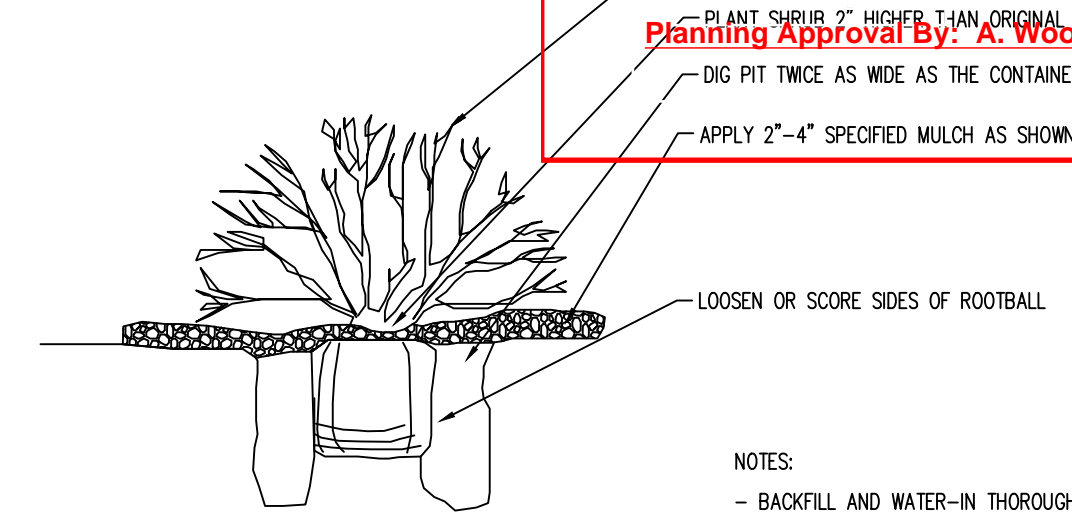 PLANT SHRUB 2" HIGHER THAN ORIGINAL
Planning Approval By: A. Woo
DIG PIT TWICE AS WIDE AS THE CONTAINE
APPLY 2"-4" SPECIFIED MULCH AS SHOWN
LOOSEN OR SCORE SIDES OF ROOTBALL
NOTES:
- BACKFILL AND WATER-IN THOROUGH